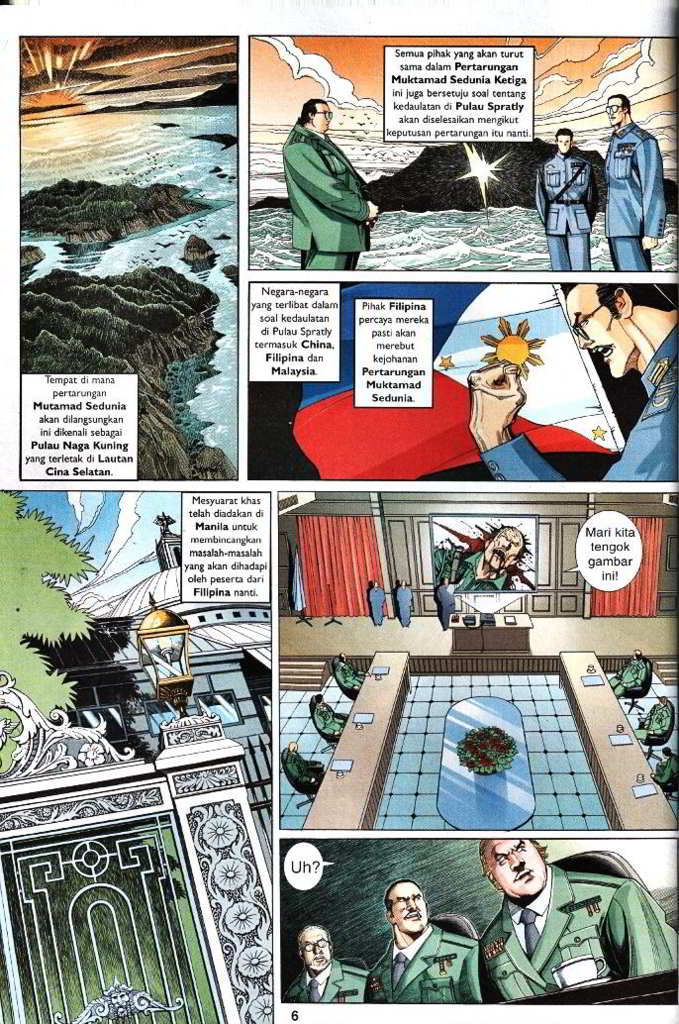 Tempat di mana
pertarungan
Mutamad Sedunia
akan dilangsungkan
ini dikenali sebagai
Pulau Naga Kuning
yang terletak di Lautan
Cina Selatan.
Semua pihak yang akan turut
sama dalam Pertarungan
Muktamad Sedunia Ketiga
ini juga bersetuju soal tentang
kedaulatan di Pulau Spratly
akan diselesaikan mengikut
keputusan pertarungan itu nanti.
Negara-negara
yang terlibat dalam
soal kedaulatan
di Pulau Spratly
termasuk China,
Filipina dan
Malaysia.
Pihak Filipina
percaya mereka
pasti akan
merebut
kejohanan
Pertarungan
Muktamad
Sedunia.
Mesyuarat khas
telah diadakan di
Manila untuk
membincangkan
masalah-masalah
yang akan dihadapi
oleh peserta dari
Filipina nanti.
Mari kita
tengok
gambar
ini!
Uh?
6